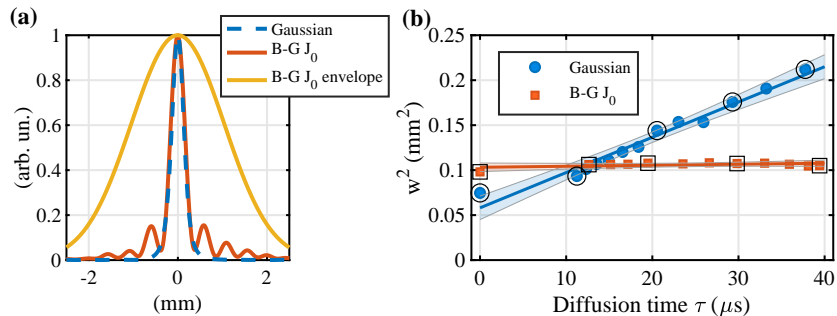 (a)
Gaussian
B-G J0
B-G J0 envelope
(arb. un.)
1
0.8
0.6
0.4
0.2
0
-2 0 2
(mm)
(b)
Gaussian
B-G J0
w2 (mm2)
0.25
0.2
0.15
0.1
0.05
0
0 10 20 30 40
Diffusion time τ (μs)